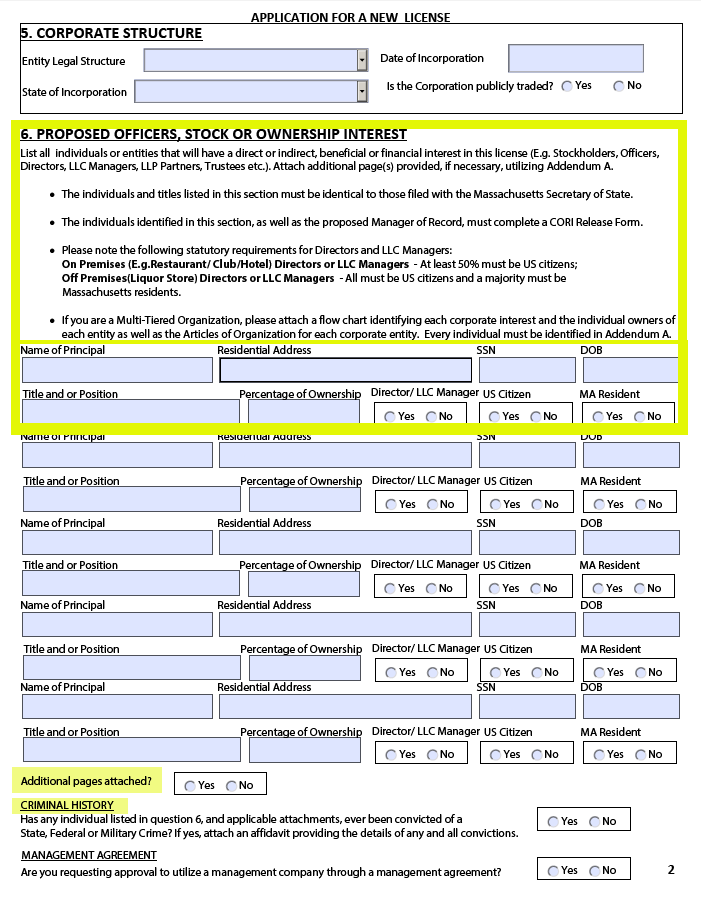 APPLICATION FOR A NEW LICENSE
5. CORPORATE STRUCTURE
Entity Legal Structure
Date of Incorporation
State of Incorporation
Is the Corporation publicly traded? Yes No
6. PROPOSED OFFICERS, STOCK OR OWNERSHIP INTEREST
List all individuals or entities that will have a direct or indirect, beneficial or financial interest in this license (E.g. Stockholders, Officers,
Directors, LLC Managers, LLP Partners, Trustees etc.). Attach additional page(s) provided, if necessary, utilizing Addendum A.
• The individuals and titles listed in this section must be identical to those filed with the Massachusetts Secretary of State.
• The individuals identified in this section, as well as the proposed Manager of Record, must complete a CORI Release Form.
• Please note the following statutory requirements for Directors and LLC Managers:
On Premises (E.g.Restaurant/ Club/Hotel) Directors or LLC Managers - At least 50% must be US citizens;
Off Premises(Liquor Store) Directors or LLC Managers - All must be US citizens and a majority must be
Massachusetts residents.
• If you are a Multi-Tiered Organization, please attach a flow chart identifying each corporate interest and the individual owners of
each entity as well as the Articles of Organization for each corporate entity. Every individual must be identified in Addendum A.
Name of Principal Residential Address SSN DOB
Title and or Position Percentage of Ownership Director/ LLC Manager US Citizen MA Resident
Yes No Yes No Yes No
Name of Principal Residential Address SSN DOB
Title and or Position Percentage of Ownership Director/ LLC Manager US Citizen MA Resident
Yes No Yes No Yes No
Name of Principal Residential Address SSN DOB
Title and or Position Percentage of Ownership Director/ LLC Manager US Citizen MA Resident
Yes No Yes No Yes No
Name of Principal Residential Address SSN DOB
Title and or Position Percentage of Ownership Director/ LLC Manager US Citizen MA Resident
Yes No Yes No Yes No
Name of Principal Residential Address SSN DOB
Title and or Position Percentage of Ownership Director/ LLC Manager US Citizen MA Resident
Yes No Yes No Yes No
Additional pages attached? Yes No
CRIMINAL HISTORY
Has any individual listed in question 6, and applicable attachments, ever been convicted of a
State, Federal or Military Crime? If yes, attach an affidavit providing the details of any and all convictions.
Yes No
MANAGEMENT AGREEMENT
Are you requesting approval to utilize a management company through a management agreement? Yes No
2